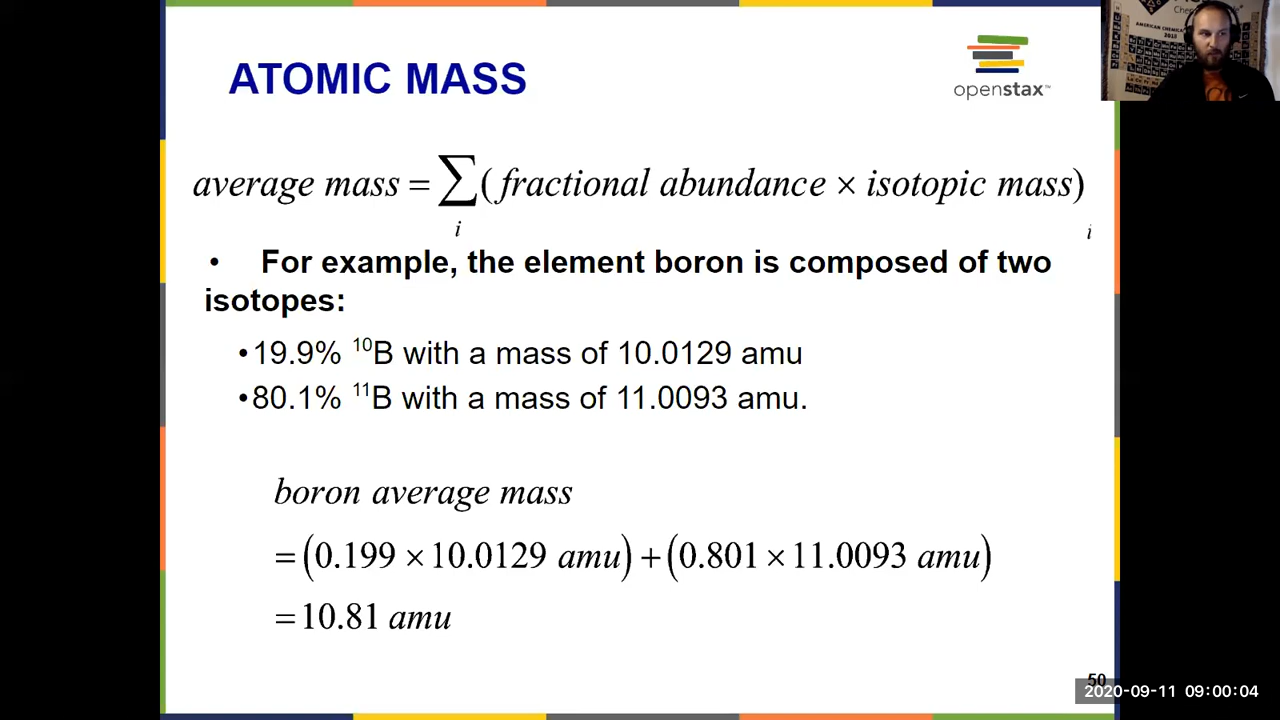 ATOMIC MASS
openstax™
AMERICAN CHEMICAL
average mass = ∑ ( fractional abundance × isotopic mass)
i
i
• For example, the element boron is composed of two
isotopes:
•19.9% ¹⁰B with a mass of 10.0129 amu
•80.1% ¹¹B with a mass of 11.0093 amu.
boron average mass
= (0.199 × 10.0129 amu) + (0.801 × 11.0093 amu)
= 10.81 amu
50
2020-09-11 09:00:04